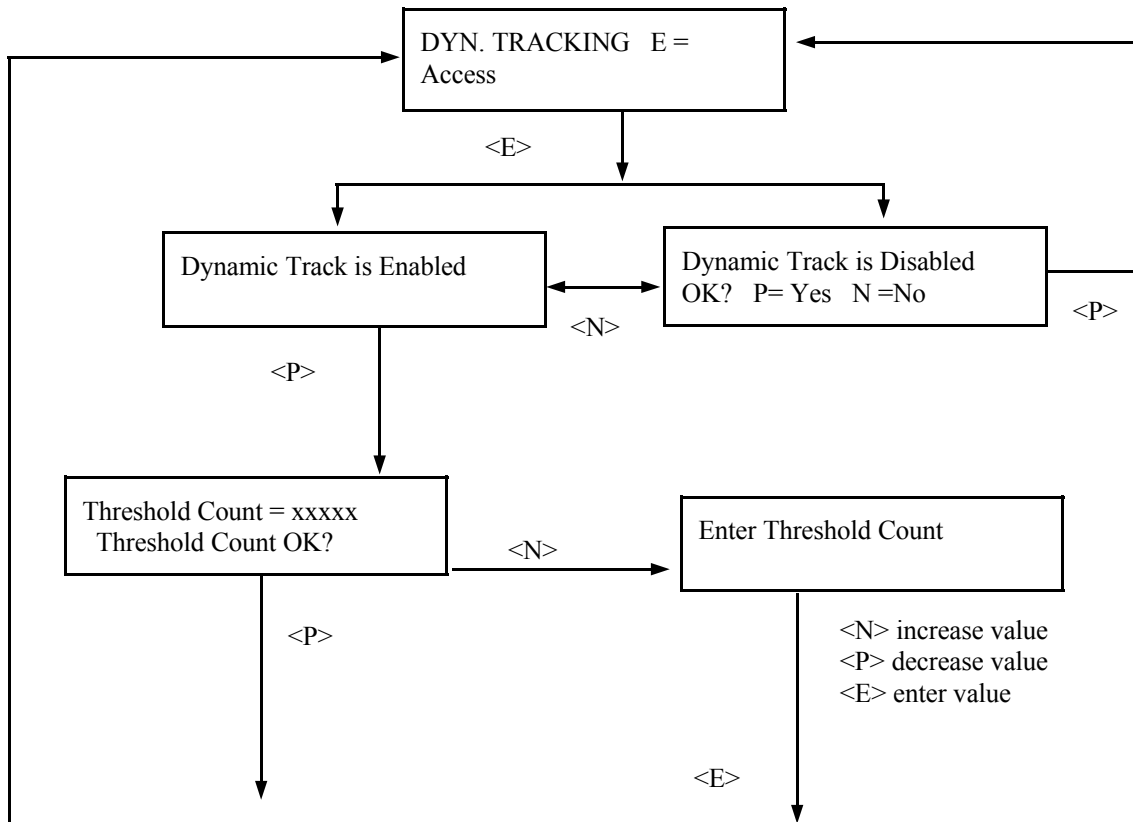 DYN. TRACKING E =
Access
<E>
Dynamic Track is Enabled
Dynamic Track is Disabled
OK? P= Yes N =No
<N>
<P>
<P>
Threshold Count = xxxxx
Threshold Count OK?
<N>
Enter Threshold Count
<P>
<N> increase value
<P> decrease value
<E> enter value
<E>